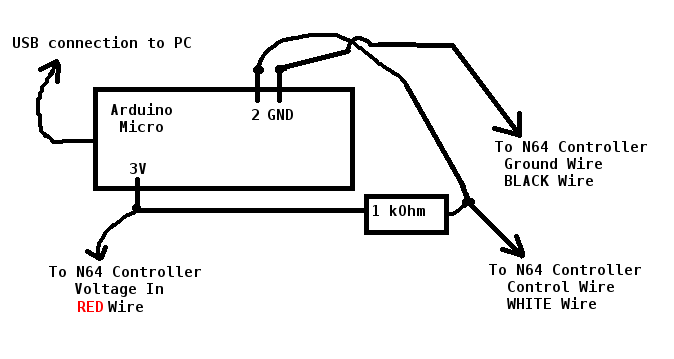 USB connection to PC
Arduino
Micro
2 GND
3V
1 kOhm
To N64 Controller
Ground Wire
BLACK Wire
To N64 Controller
Voltage In
RED Wire
To N64 Controller
Control Wire
WHITE Wire